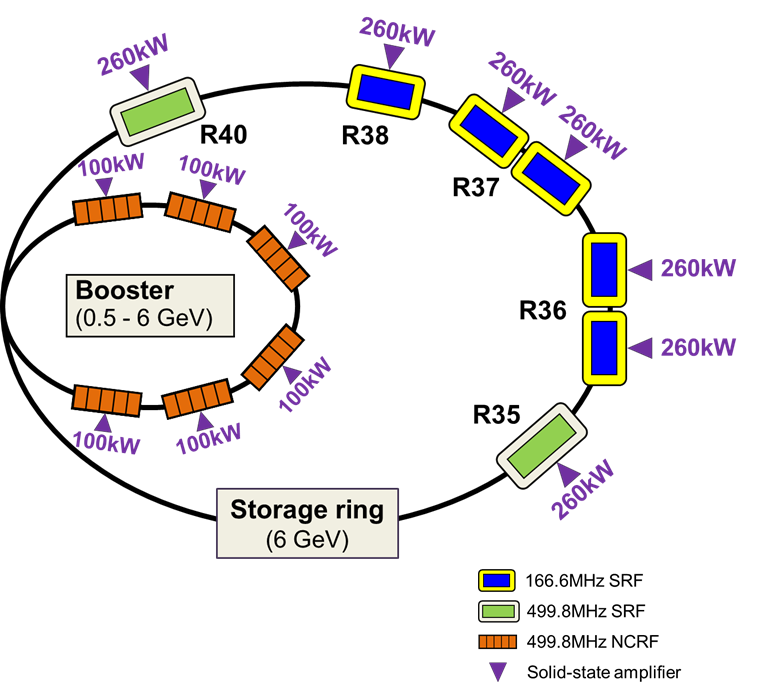 260kW
260kW
260kW
260kW
R40
R38
R37
100kW
100kW
100kW
260kW
R36
260kW
Booster
(0.5 - 6 GeV)
100kW
100kW
100kW
R35
260kW
Storage ring
(6 GeV)
166.6MHz SRF
499.8MHz SRF
499.8MHz NCRF
Solid-state amplifier